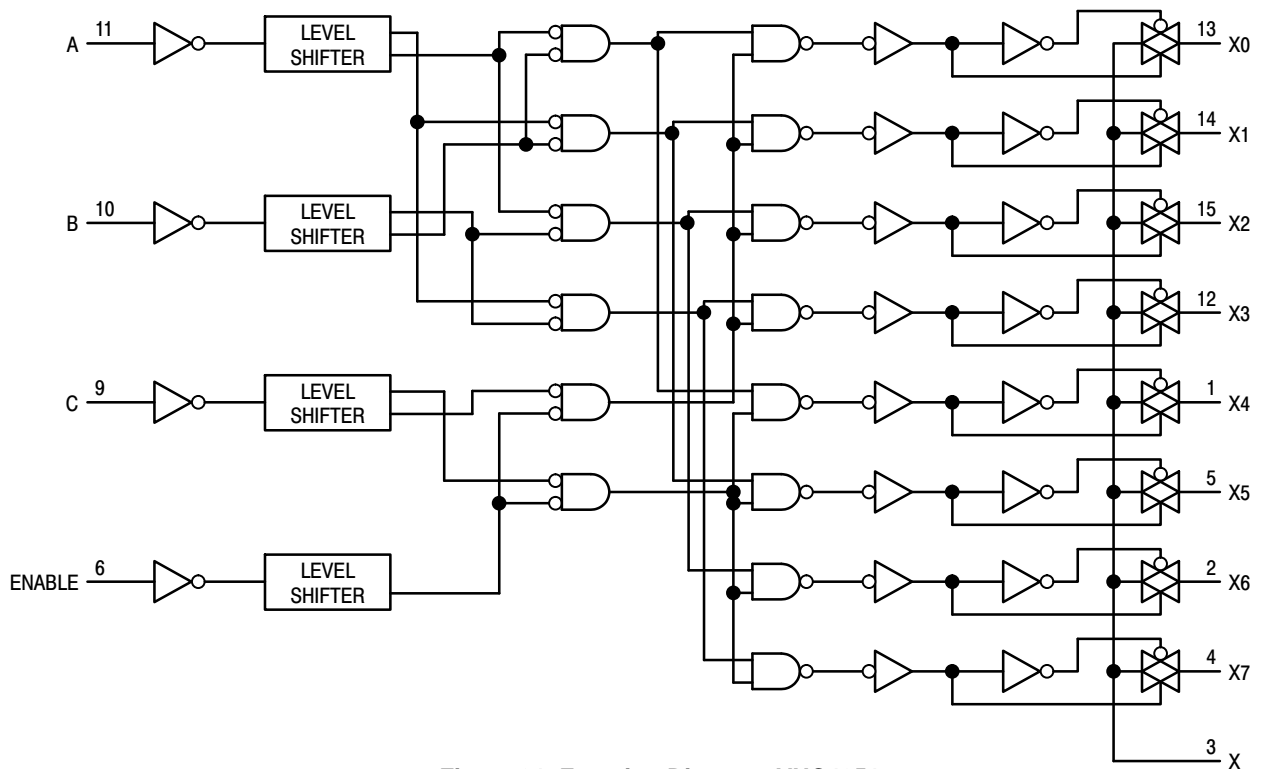 A 11 LEVEL SHIFTER 13 X0
14 X1
B 10 LEVEL SHIFTER 15 X2
12 X3
C 9 LEVEL SHIFTER 1 X4
5 X5
ENABLE 6 LEVEL SHIFTER 2 X6
4 X7
3 X